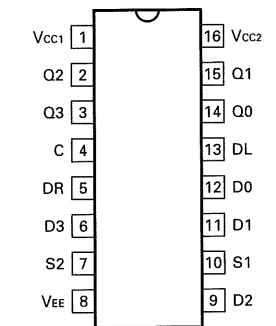 VCC1 1 16 VCC2
Q2 2 15 Q1
Q3 3 14 Q0
C 4 13 DL
DR 5 12 D0
D3 6 11 D1
S2 7 10 S1
VEE 8 9 D2